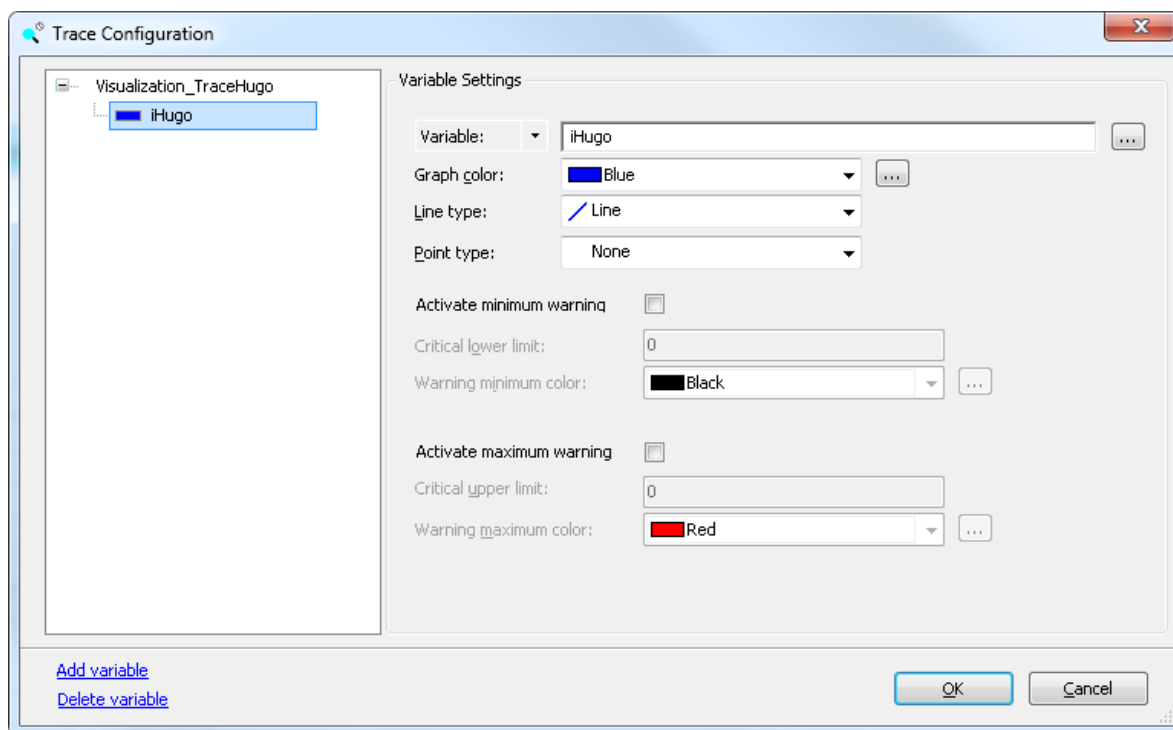 Trace Configuration
Visualization_TraceHugo
iHugo
Variable Settings
Variable: iHugo ...
Graph color: Blue ...
Line type: Line
Point type: None
Activate minimum warning
Critical lower limit: 0
Warning minimum color: Black ...
Activate maximum warning
Critical upper limit: 0
Warning maximum color: Red ...
Add variable
Delete variable
OK Cancel